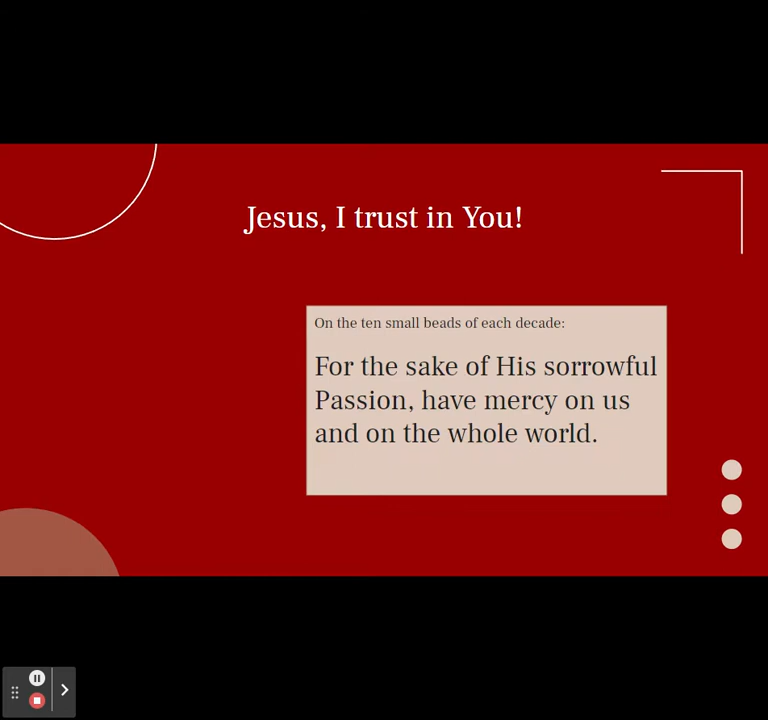 Jesus, I trust in You!
On the ten small beads of each decade:
For the sake of His sorrowful
Passion, have mercy on us
and on the whole world.